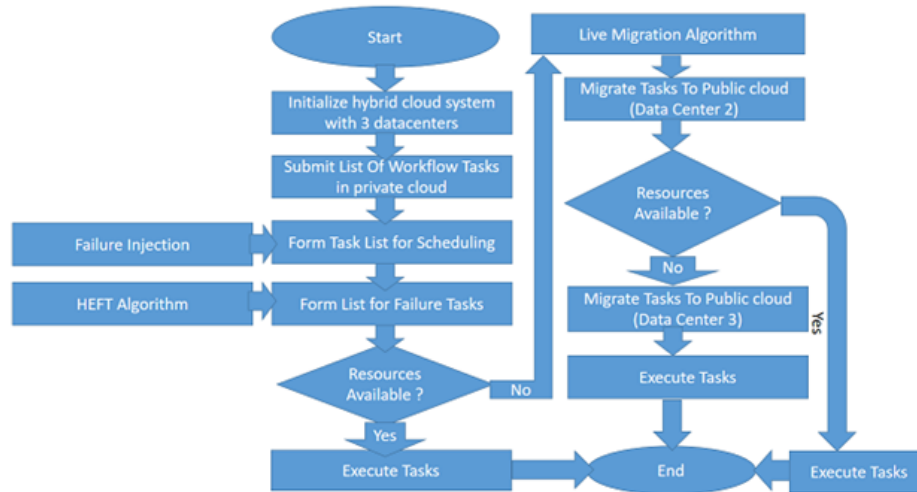 Start
Initialize hybrid cloud system
with 3 datacenters
Submit List Of Workflow Tasks
in private cloud
Failure Injection
Form Task List for Scheduling
HEFT Algorithm
Form List for Failure Tasks
Resources
Available ?
No
Yes
Execute Tasks
Live Migration Algorithm
Migrate Tasks To Public cloud
(Data Center 2)
Resources
Available ?
No
Yes
Migrate Tasks To Public cloud
(Data Center 3)
Execute Tasks
End
Execute Tasks